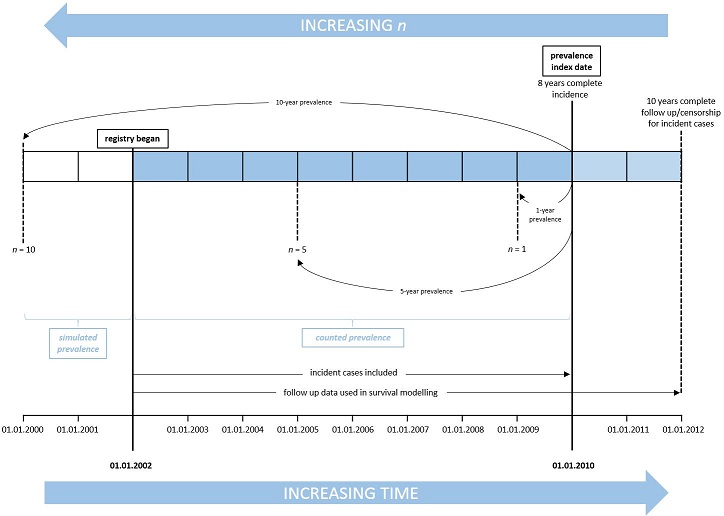 INCREASING n
prevalence
index date
8 years complete
incidence
10 years complete
follow up/censorship
for incident cases
10-year prevalence
registry began
1-year
prevalence
n = 10
n = 5
n = 1
5-year prevalence
simulated
prevalence
counted prevalence
incident cases included
follow up data used in survival modelling
01.01.2000
01.01.2001
01.01.2003
01.01.2004
01.01.2005
01.01.2006
01.01.2007
01.01.2008
01.01.2009
01.01.2011
01.01.2012
01.01.2002
01.01.2010
INCREASING TIME